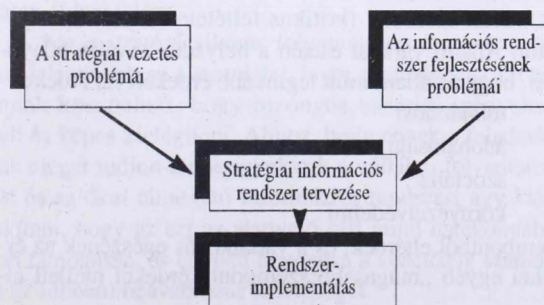 A stratégiai vezetés
problémái
Az információs rend-
szer fejlesztésének
problémái
Stratégiai információs
rendszer tervezése
Rendszer-
implementálás